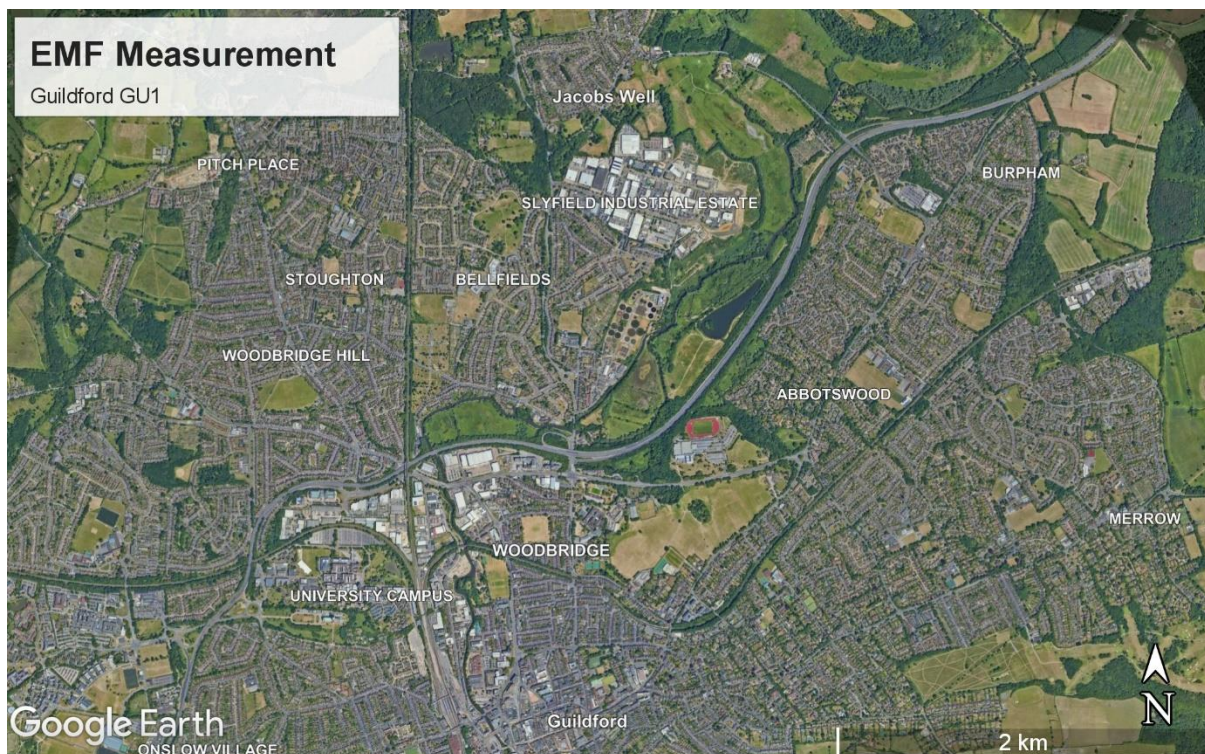 EMF Measurement
Guildford GU1
Jacobs Well
PITCH PLACE
BURPHAM
SLYFIELD INDUSTRIAL ESTATE
STOUGHTON
BELLFIELDS
WOODBRIDGE HILL
ABBOTSWOOD
MERROW
WOODBRIDGE
UNIVERSITY CAMPUS
N
Google Earth
Guildford
2 km
ONSLOW VILLAGE